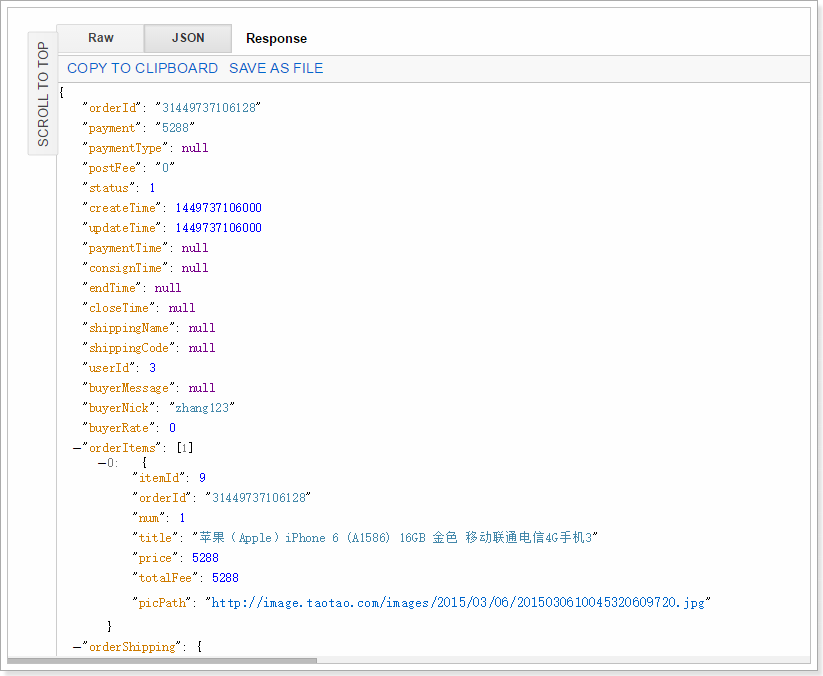 Raw JSON Response
COPY TO CLIPBOARD SAVE AS FILE
SCROLL TO TOP
{
"orderId": "31449737106128"
"payment": "5288"
"paymentType": null
"postFee": "0"
"status": 1
"createTime": 1449737106000
"updateTime": 1449737106000
"paymentTime": null
"consignTime": null
"endTime": null
"closeTime": null
"shippingName": null
"shippingCode": null
"userId": 3
"buyerMessage": null
"buyerNick": "zhang123"
"buyerRate": 0
−"orderItems": [1]
−0: {
"itemId": 9
"orderId": "31449737106128"
"num": 1
"title": "苹果（Apple）iPhone 6 (A1586) 16GB 金色 移动联通电信4G手机3"
"price": 5288
"totalFee": 5288
"picPath": "http://image.taotao.com/images/2015/03/06/2015030610045320609720.jpg"
}
−"orderShipping": {